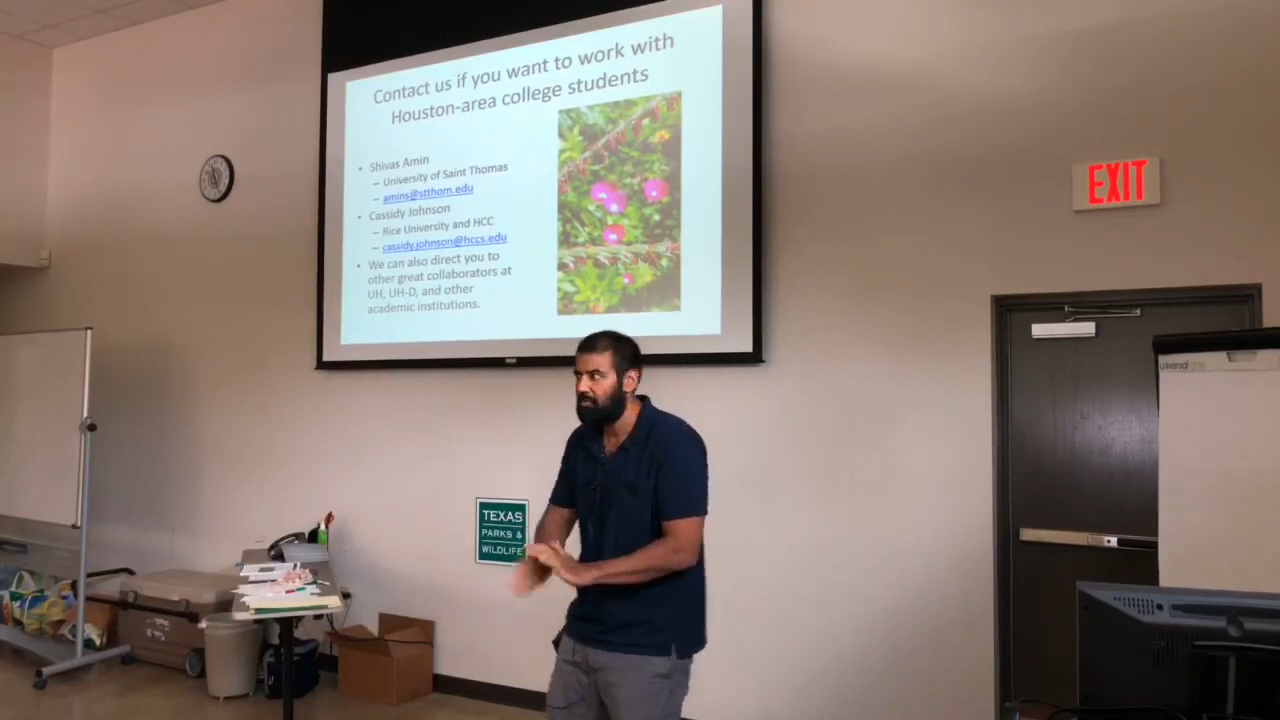 Contact us if you want to work with
Houston-area college students
• Shivas Amin
– University of Saint Thomas
– amins@stthom.edu
• Cassidy Johnson
– Rice University and HCC
– cassidy.johnson@hccs.edu
• We can also direct you to
other great collaborators at
UH, UH-D, and other
academic institutions.
EXIT
universal
TEXAS
PARKS &
WILDLIFE